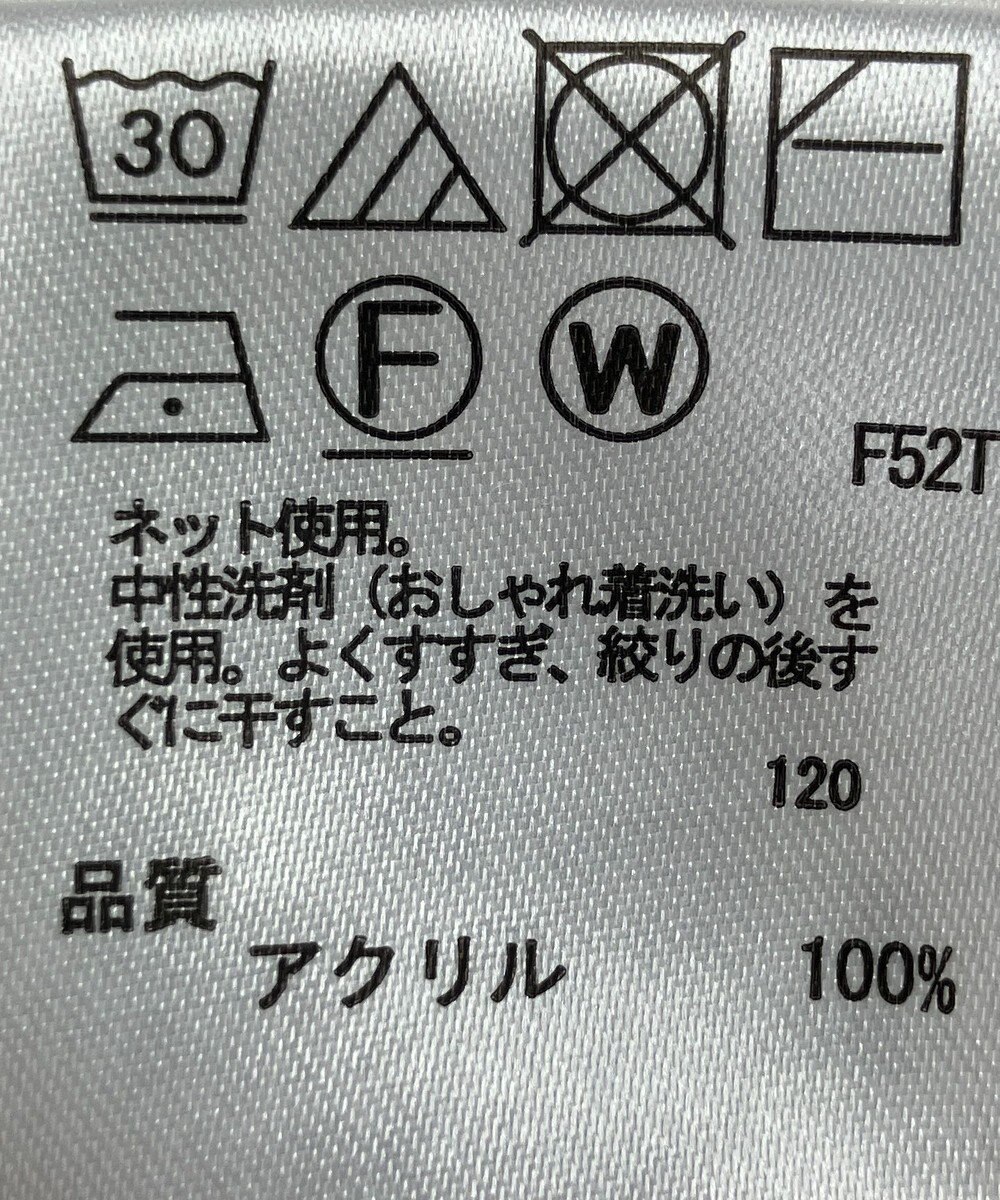 30
F W
F52T
ネット使用。
中性洗剤（おしゃれ着洗い）を
使用。よくすすぎ、絞りの後す
ぐに干すこと。
120
品質
アクリル 100%